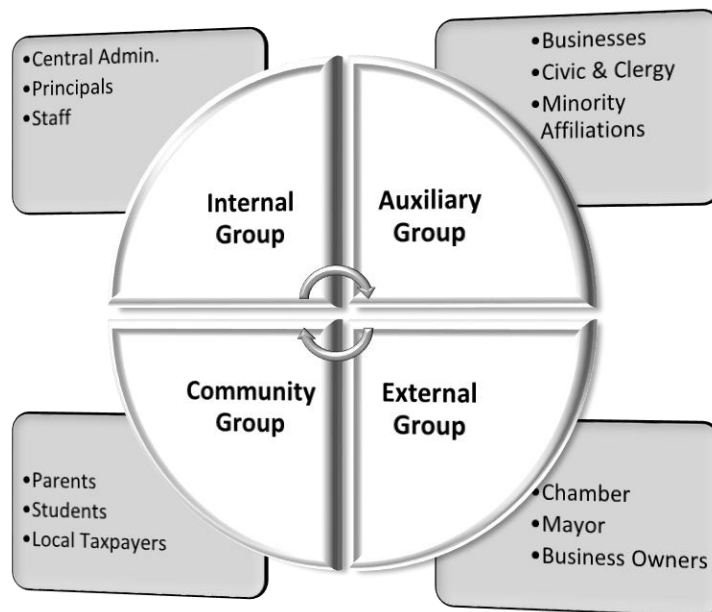 •Central Admin.
•Principals
•Staff
•Businesses
•Civic & Clergy
•Minority
Affiliations
Internal
Group
Auxiliary
Group
Community
Group
External
Group
•Parents
•Students
•Local Taxpayers
•Chamber
•Mayor
•Business Owners